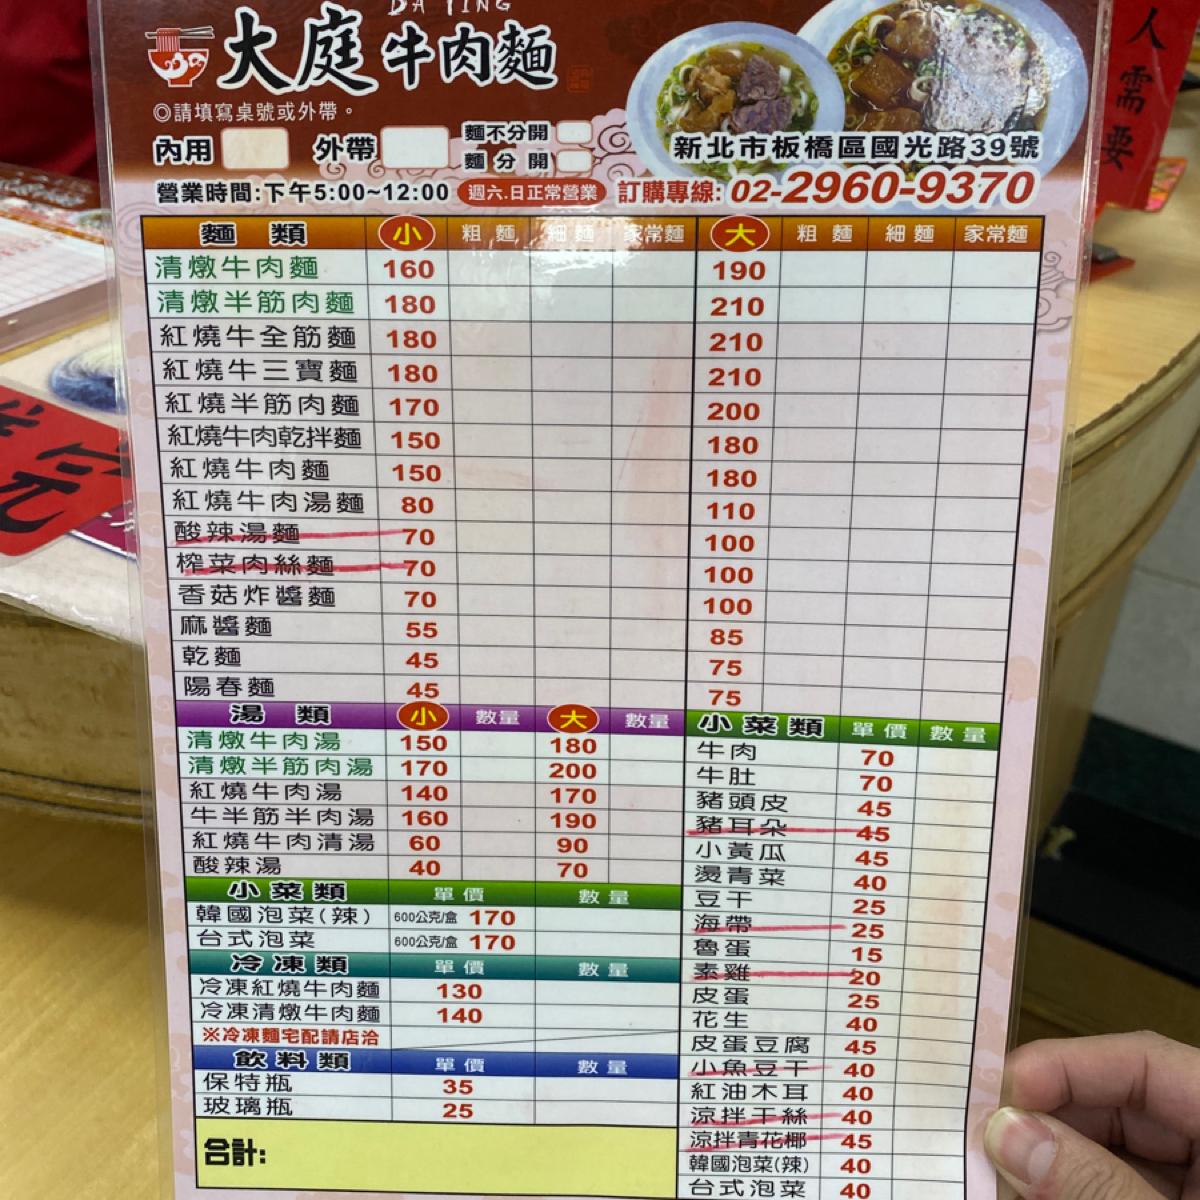 DA YING
大庭牛肉麵
◎請填寫桌號或外帶。
內用 外帶 麵不分開
麵分開
新北市板橋區國光路39號
營業時間:下午5:00~12:00 週六.日正常營業 訂購專線: 02-2960-9370
麵類 小 粗麵 細麵 家常麵 大 粗麵 細麵 家常麵
清燉牛肉麵 160 190
清燉半筋肉麵 180 210
紅燒牛全筋麵 180 210
紅燒牛三寶麵 180 210
紅燒半筋肉麵 170 200
紅燒牛肉乾拌麵 150 180
紅燒牛肉麵 150 180
紅燒牛肉湯麵 80 110
酸辣湯麵 70 100
榨菜肉絲麵 70 100
香菇炸醬麵 70 100
麻醬麵 55 85
乾麵 45 75
陽春麵 45 75
湯類 小 數量 大 數量
清燉牛肉湯 150 180
清燉半筋肉湯 170 200
紅燒牛肉湯 140 170
牛半筋半肉湯 160 190
紅燒牛肉清湯 60 90
酸辣湯 40 70
小菜類 單價 數量
韓國泡菜(辣) 600公克/盒 170
台式泡菜 600公克/盒 170
冷凍類 單價 數量
冷凍紅燒牛肉麵 130
冷凍清燉牛肉麵 140
※冷凍麵宅配請店洽
飲料類 單價 數量
保特瓶 35
玻璃瓶 25
合計:
小菜類 單價 數量
牛肉 70
牛肚 70
豬頭皮 45
豬耳朵 45
小黃瓜 45
燙青菜 40
豆干 25
海帶 25
魯蛋 15
素雞 20
皮蛋 25
花生 40
皮蛋豆腐 45
小魚豆干 40
紅油木耳 40
涼拌干絲 40
涼拌青花椰 45
韓國泡菜(辣) 40
台式泡菜 40
人需要
完